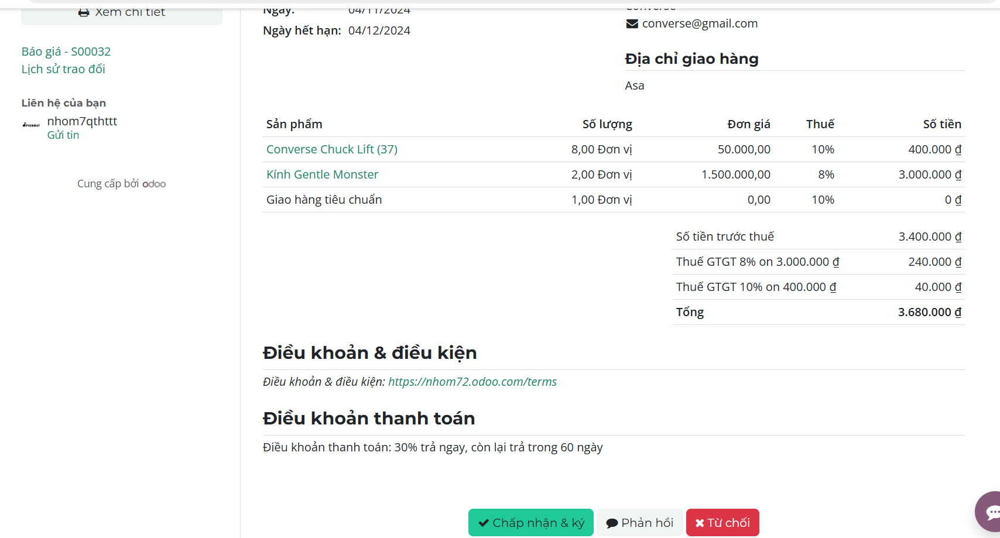 Xem chi tiết
Báo giá - S00032
Lịch sử trao đổi
Liên hệ của bạn
dinosaur
nhom7qthttt
Gửi tin
Cung cấp bởi odoo
Ngày: 04/11/2024
Ngày hết hạn: 04/12/2024
Converse
converse@gmail.com
Địa chỉ giao hàng
Asa
Sản phẩm Số lượng Đơn giá Thuế Số tiền
Converse Chuck Lift (37) 8,00 Đơn vị 50.000,00 10% 400.000 ₫
Kính Gentle Monster 2,00 Đơn vị 1.500.000,00 8% 3.000.000 ₫
Giao hàng tiêu chuẩn 1,00 Đơn vị 0,00 10% 0 ₫
Số tiền trước thuế 3.400.000 ₫
Thuế GTGT 8% on 3.000.000 ₫ 240.000 ₫
Thuế GTGT 10% on 400.000 ₫ 40.000 ₫
Tổng 3.680.000 ₫
Điều khoản & điều kiện
Điều khoản & điều kiện: https://nhom72.odoo.com/terms
Điều khoản thanh toán
Điều khoản thanh toán: 30% trả ngay, còn lại trả trong 60 ngày
Chấp nhận & ký Phản hồi Từ chối